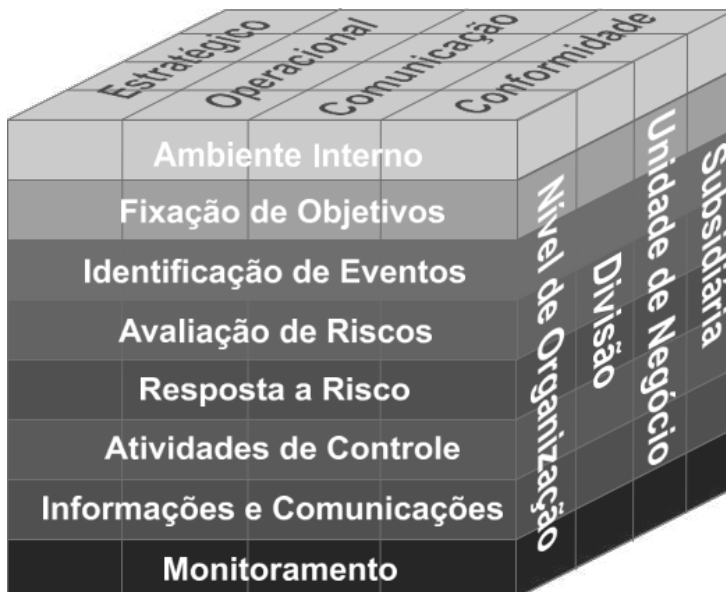 Estratégico
Operacional
Comunicação
Conformidade
Ambiente Interno
Fixação de Objetivos
Identificação de Eventos
Avaliação de Riscos
Resposta a Risco
Atividades de Controle
Informações e Comunicações
Monitoramento
Nível de Organização
Divisão
Unidade de Negócio
Subsidiária